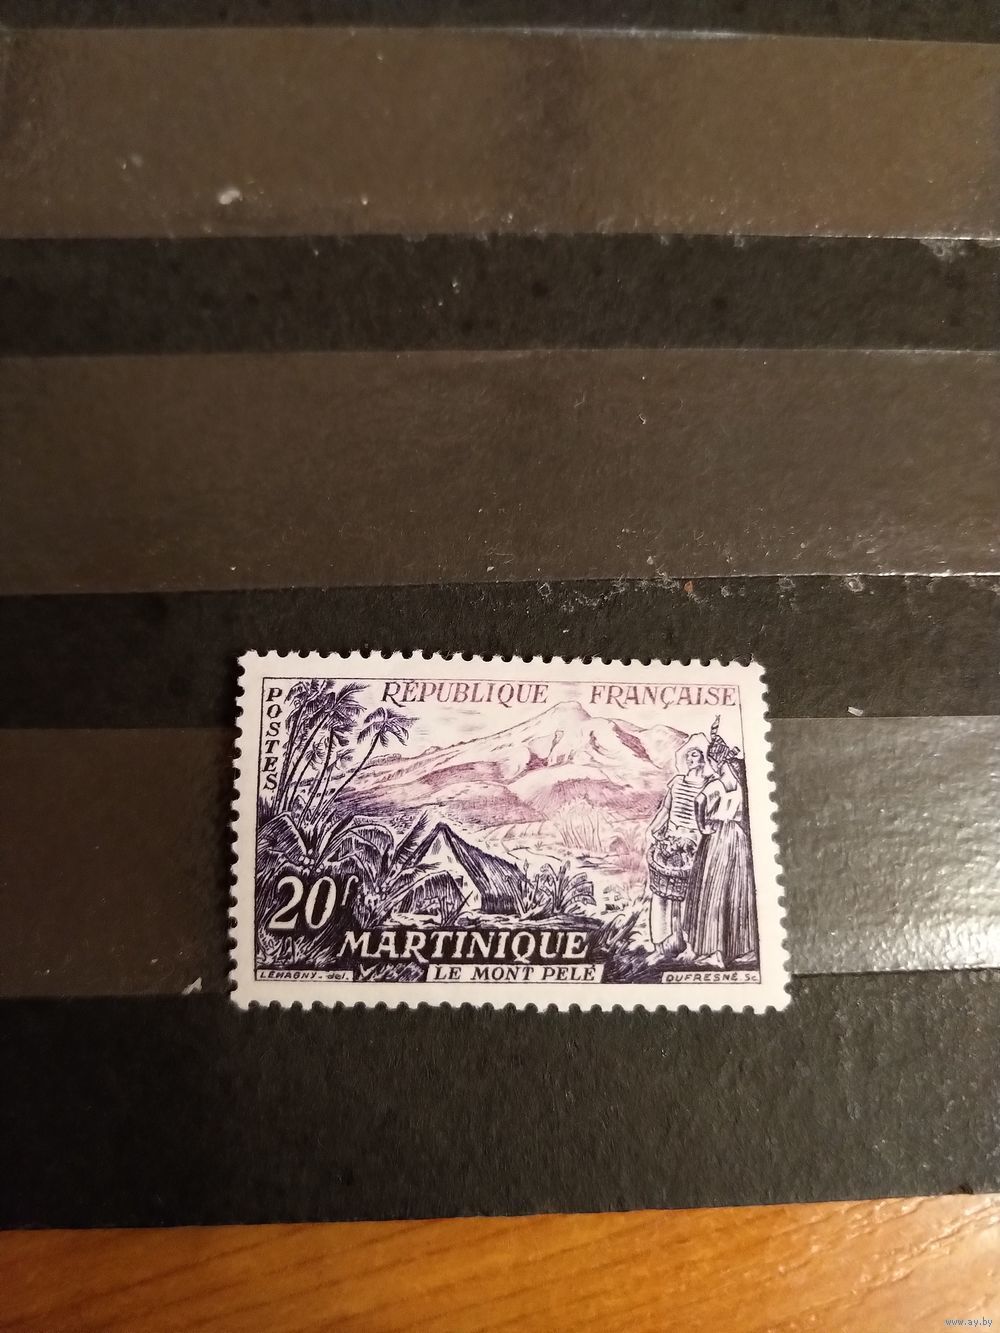 POSTES
RÉPUBLIQUE FRANÇAISE
20f
MARTINIQUE
LE MONT PELÉ
LEMAGNY-del.
DUFRESNE Sc.
www.ay.by